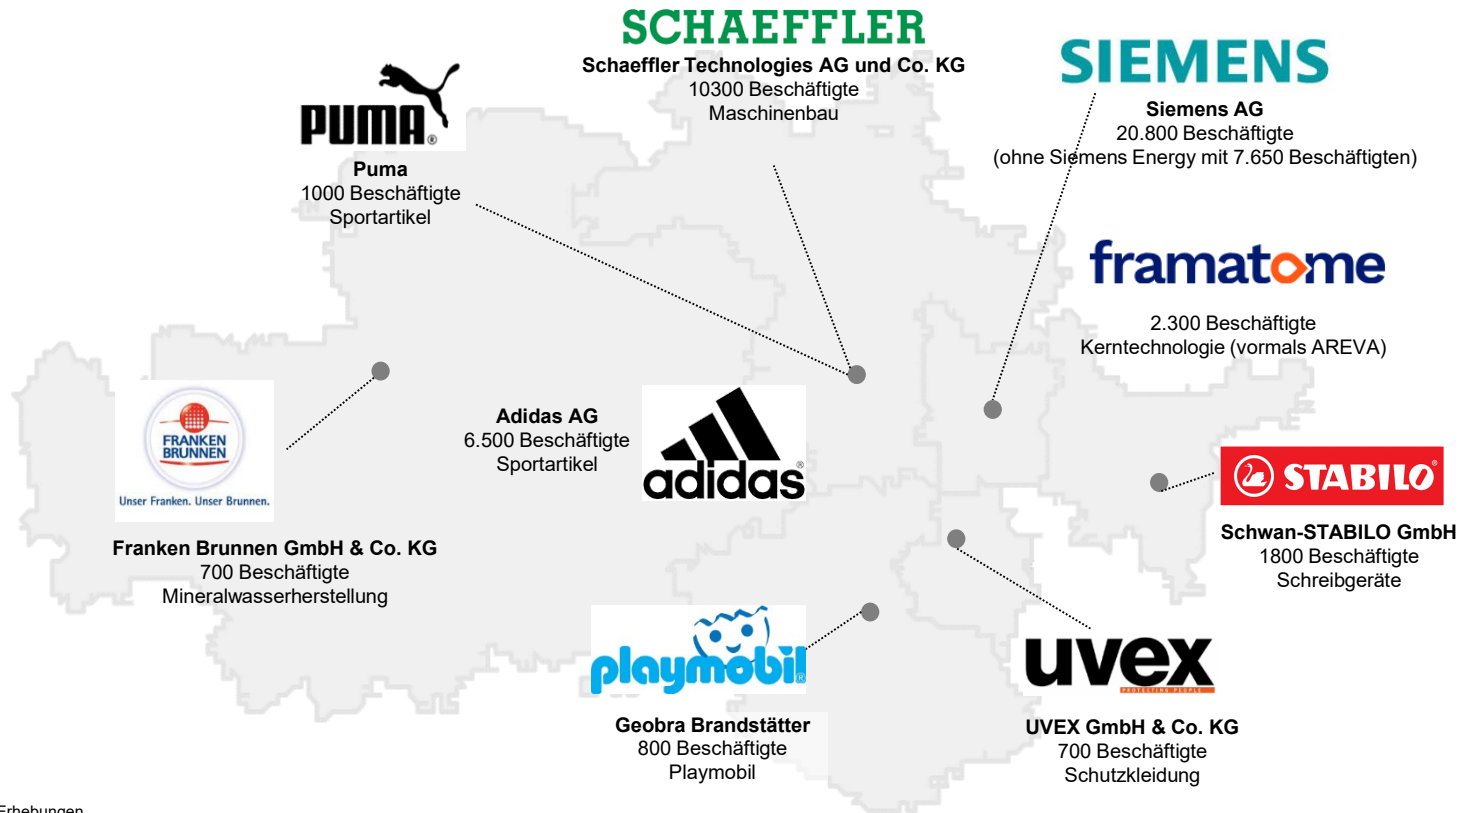 SCHAEFFLER
Schaeffler Technologies AG und Co. KG
10300 Beschäftigte
Maschinenbau
SIEMENS
Siemens AG
20.800 Beschäftigte
(ohne Siemens Energy mit 7.650 Beschäftigten)
PUMA®
Puma
1000 Beschäftigte
Sportartikel
framatome
2.300 Beschäftigte
Kerntechnologie (vormals AREVA)
FRANKEN
BRUNNEN
Unser Franken. Unser Brunnen.
Franken Brunnen GmbH & Co. KG
700 Beschäftigte
Mineralwasserherstellung
Adidas AG
6.500 Beschäftigte
Sportartikel
adidas®
STABILO®
Schwan-STABILO GmbH
1800 Beschäftigte
Schreibgeräte
playmobil®
Geobra Brandstätter
800 Beschäftigte
Playmobil
uvex
PROTECTING PEOPLE
UVEX GmbH & Co. KG
700 Beschäftigte
Schutzkleidung
Erhebungen